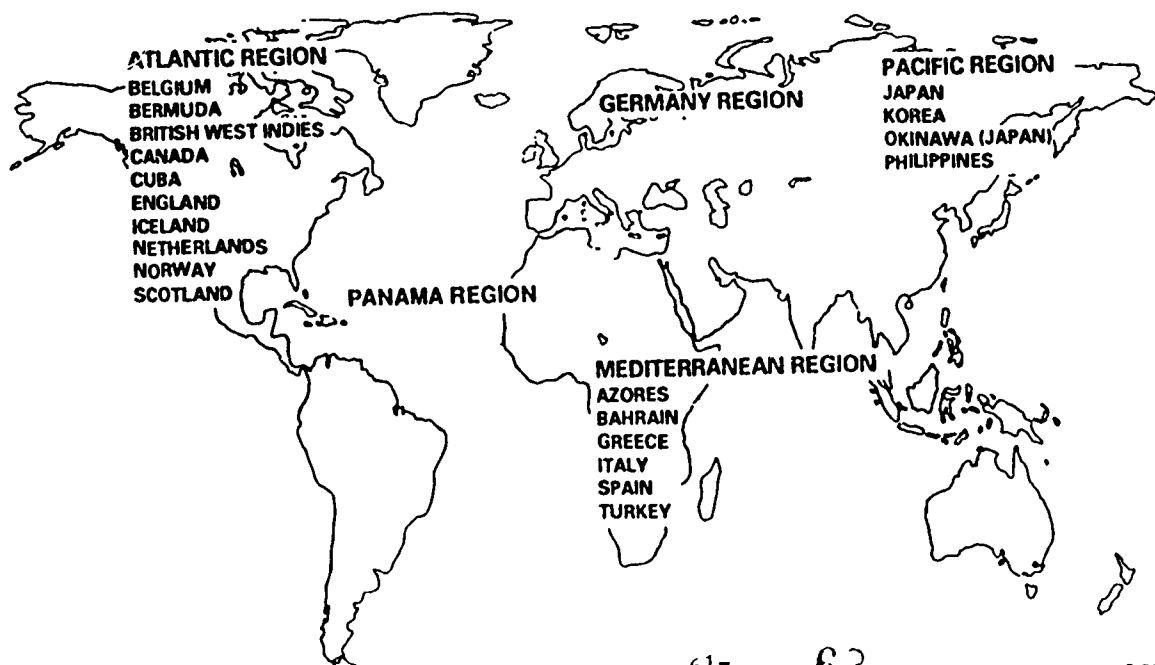 ATLANTIC REGION
BELGIUM
BERMUDA
BRITISH WEST INDIES
CANADA
CUBA
ENGLAND
ICELAND
NETHERLANDS
NORWAY
SCOTLAND
PANAMA REGION
GERMANY REGION
MEDITERRANEAN REGION
AZORES
BAHRAIN
GREECE
ITALY
SPAIN
TURKEY
PACIFIC REGION
JAPAN
KOREA
OKINAWA (JAPAN)
PHILIPPINES